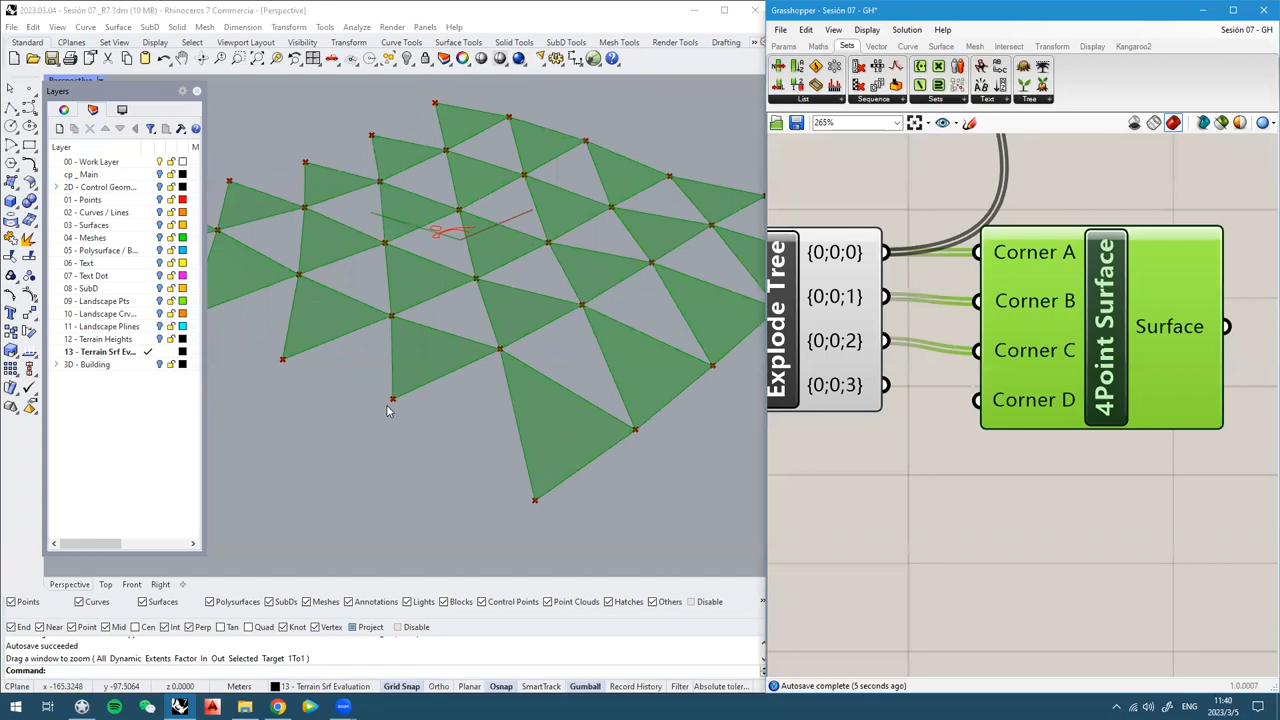 2023.03.04 - Sesión 07_R7.3dm (10 MB) - Rhinoceros 7 Commercia - [Perspective]
File Edit View Curve Surface SubD Solid Mesh Dimension Transform Tools Analyze Render Panels Help
Standard CPlanes Set View Display Select Viewport Layout Visibility Transform Curve Tools Surface Tools Solid Tools SubD Tools Mesh Tools Render Tools Drafting »
Perspective
Layers
Layer M
00 - Work Layer
cp _ Main
2D - Control Geom...
01 - Points
02 - Curves / Lines
03 - Surfaces
04 - Meshes
05 - Polysurface / B...
06 - Text
07 - Text Dot
08 - SubD
09 - Landscape Pts
10 - Landscape Crv...
11 - Landscape Plines
12 - Terrain Heights
13 - Terrain Srf Ev...
3D - Building
Perspective Top Front Right
Points Curves Surfaces Polysurfaces SubDs Meshes Annotations Lights Blocks Control Points Point Clouds Hatches Others Disable »
End Near Point Mid Cen Int Perp Tan Quad Knot Vertex Project Disable
Autosave succeeded
Drag a window to zoom ( All Dynamic Extents Factor In Out Selected Target 1To1 )
Command:
CPlane x -165.3248 y -97.5064 z 0.0000 Meters 13 - Terrain Srf Evaluation Grid Snap Ortho Planar Osnap SmartTrack Gumball Record History Filter Absolute toler...
Grasshopper - Sesión 07 - GH*
File Edit View Display Solution Help Sesión 07 - GH*
Params Maths Sets Vector Curve Surface Mesh Intersect Transform Display Kangaroo2
List Sequence Sets Text Tree
265%
Explode Tree
{0;0;0}
{0;0;1}
{0;0;2}
{0;0;3}
Corner A
Corner B
Corner C
Corner D
4Point Surface
Surface
Autosave complete (5 seconds ago) 1.0.0007
ENG
11:40
2023/3/5